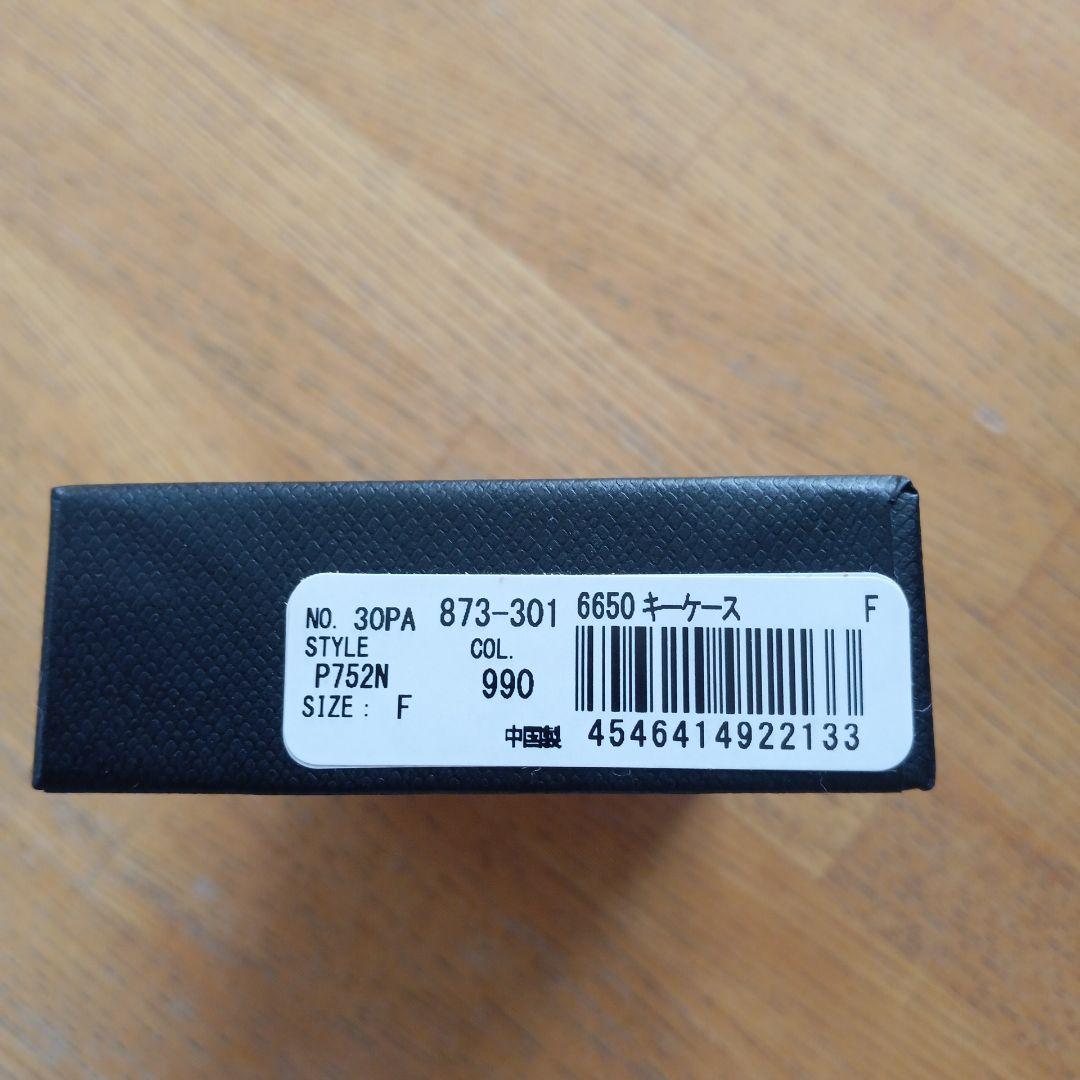 NO. 30PA 873-301 6650 キーケース F
STYLE COL.
P752N 990
SIZE: F
中国製 4546414922133